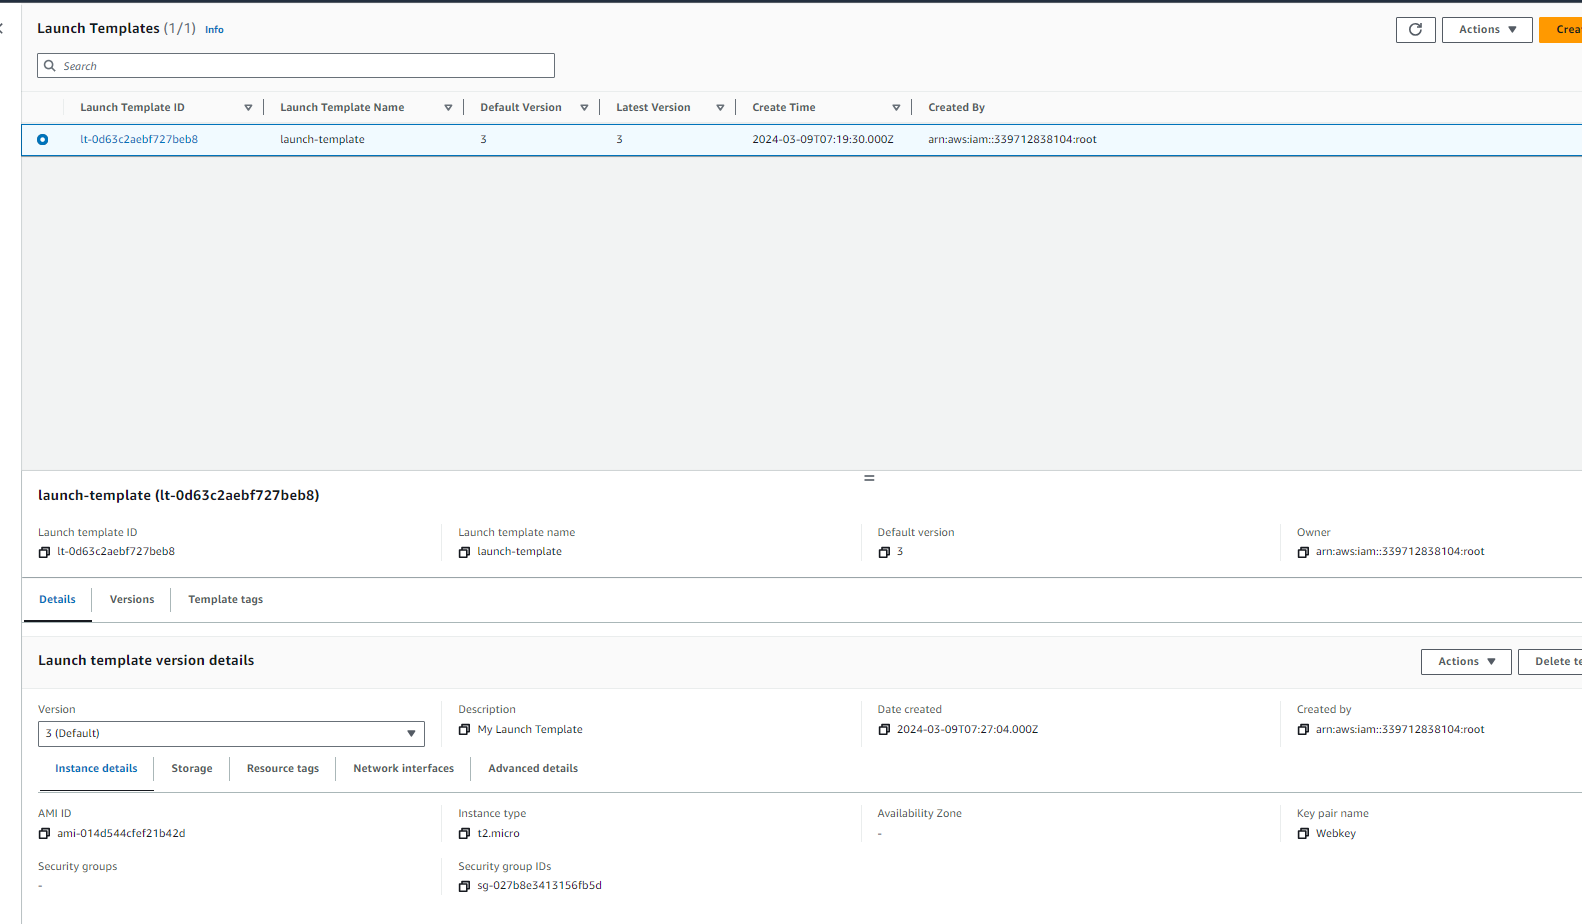 Launch Templates (1/1) Info
Actions
Crea
Search
Launch Template ID Launch Template Name Default Version Latest Version Create Time Created By
lt-0d63c2aebf727beb8 launch-template 3 3 2024-03-09T07:19:30.000Z arn:aws:iam::339712838104:root
launch-template (lt-0d63c2aebf727beb8)
Launch template ID Launch template name Default version Owner
lt-0d63c2aebf727beb8 launch-template 3 arn:aws:iam::339712838104:root
Details Versions Template tags
Launch template version details Actions Delete te
Version Description Date created Created by
3 (Default) My Launch Template 2024-03-09T07:27:04.000Z arn:aws:iam::339712838104:root
Instance details Storage Resource tags Network interfaces Advanced details
AMI ID Instance type Availability Zone Key pair name
ami-014d544cfef21b42d t2.micro - Webkey
Security groups Security group IDs
- sg-027b8e3413156fb5d